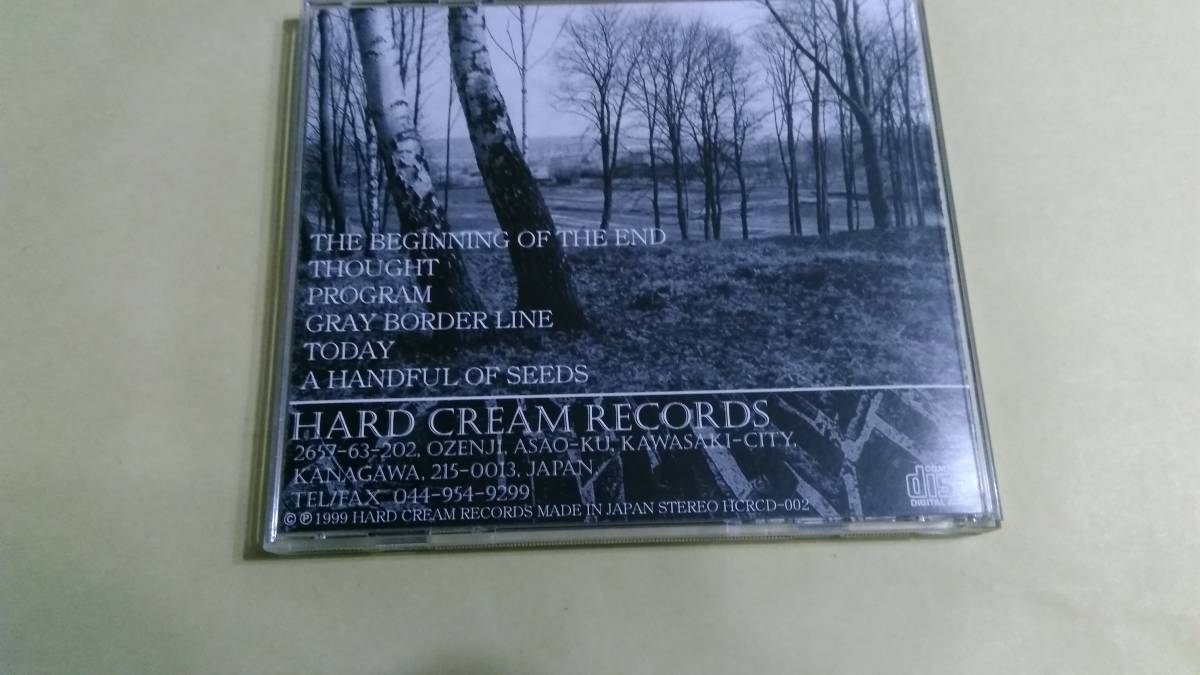 THE BEGINNING OF THE END
THOUGHT
PROGRAM
GRAY BORDER LINE
TODAY
A HANDFUL OF SEEDS
HARD CREAM RECORDS
2657-63-202, OZENJI, ASAO-KU, KAWASAKI-CITY,
KANAGAWA, 215-0013, JAPAN
TEL/FAX 044-954-9299
© ℗ 1999 HARD CREAM RECORDS MADE IN JAPAN STEREO HCRCD-002
DIGITAL